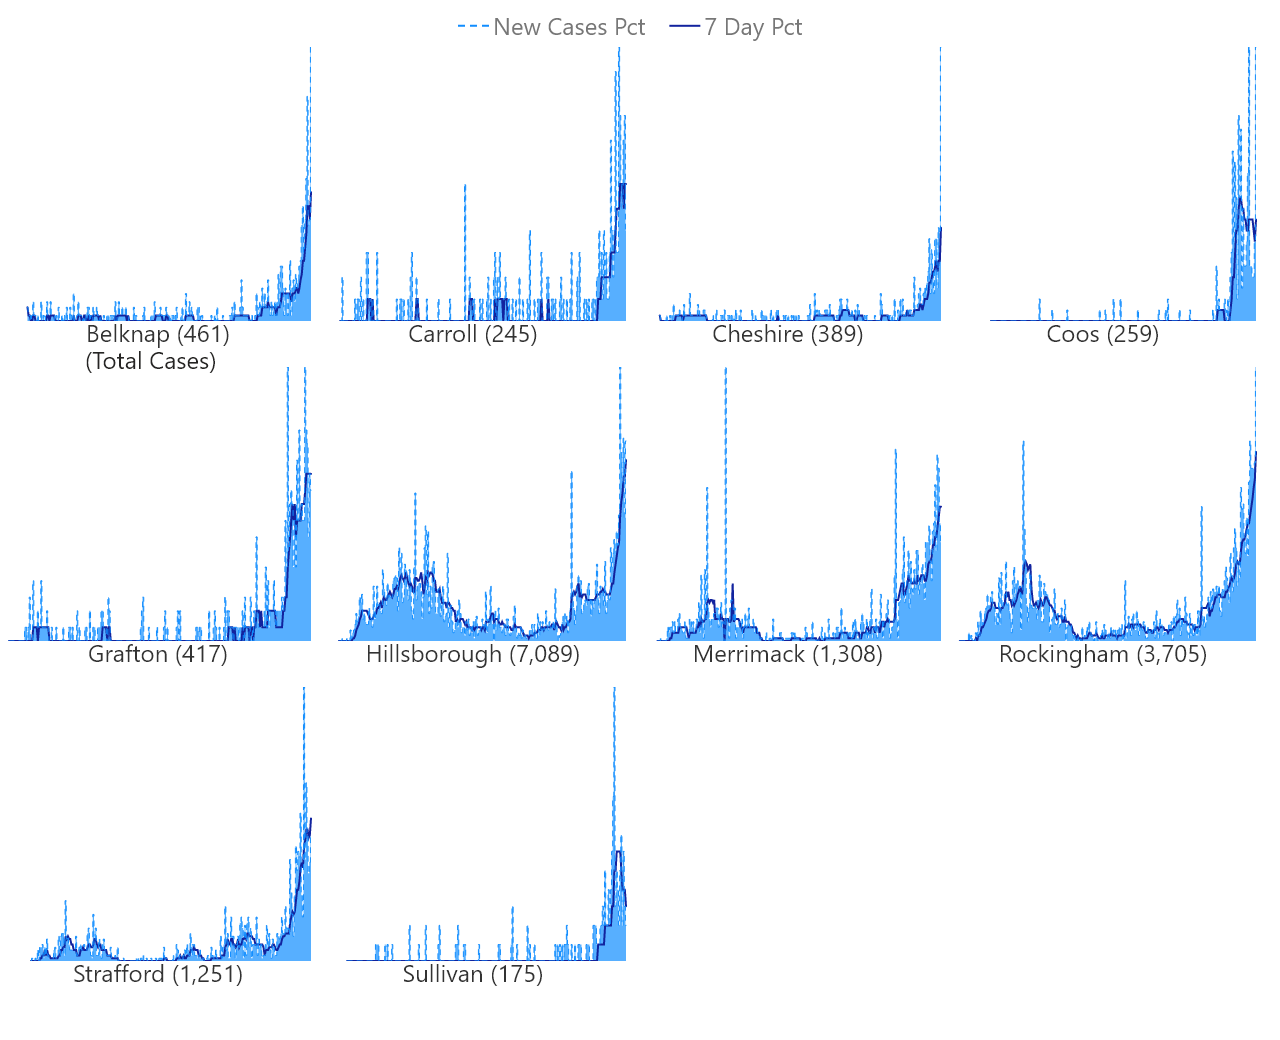 New Cases Pct 7 Day Pct
Belknap (461)
(Total Cases)
Carroll (245)
Cheshire (389)
Coos (259)
Grafton (417)
Hillsborough (7,089)
Merrimack (1,308)
Rockingham (3,705)
Strafford (1,251)
Sullivan (175)